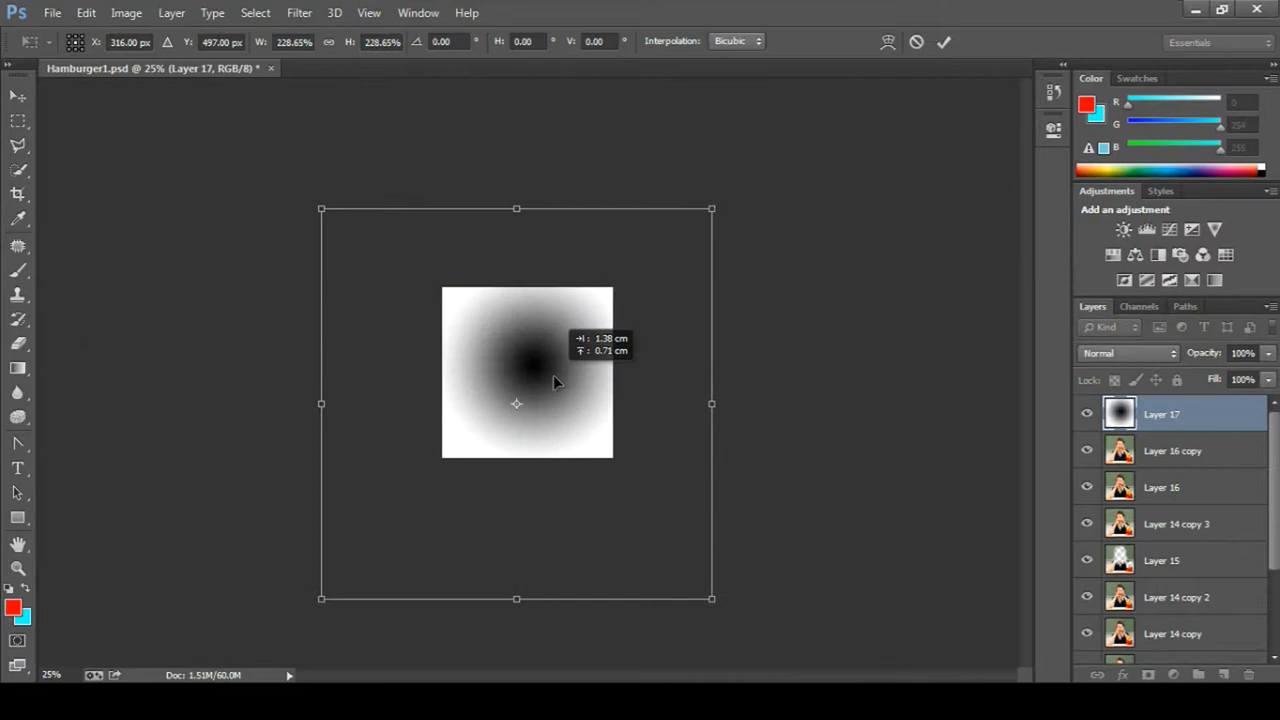 Ps File Edit Image Layer Type Select Filter 3D View Window Help
X: 316.00 px Y: 497.00 px W: 228.65% H: 228.65% 0.00 ° H: 0.00 ° V: 0.00 ° Interpolation: Bicubic Essentials
Hamburger1.psd @ 25% (Layer 17, RGB/8) * ×
Color Swatches
R 0
G 254
B 255
Adjustments Styles
Add an adjustment
Layers Channels Paths
Kind
Normal Opacity: 100%
Lock: Fill: 100%
Layer 17
Layer 16 copy
Layer 16
Layer 14 copy 3
Layer 15
Layer 14 copy 2
Layer 14 copy
: 1.38 cm
: 0.71 cm
T
25% Doc: 1.51M/60.0M